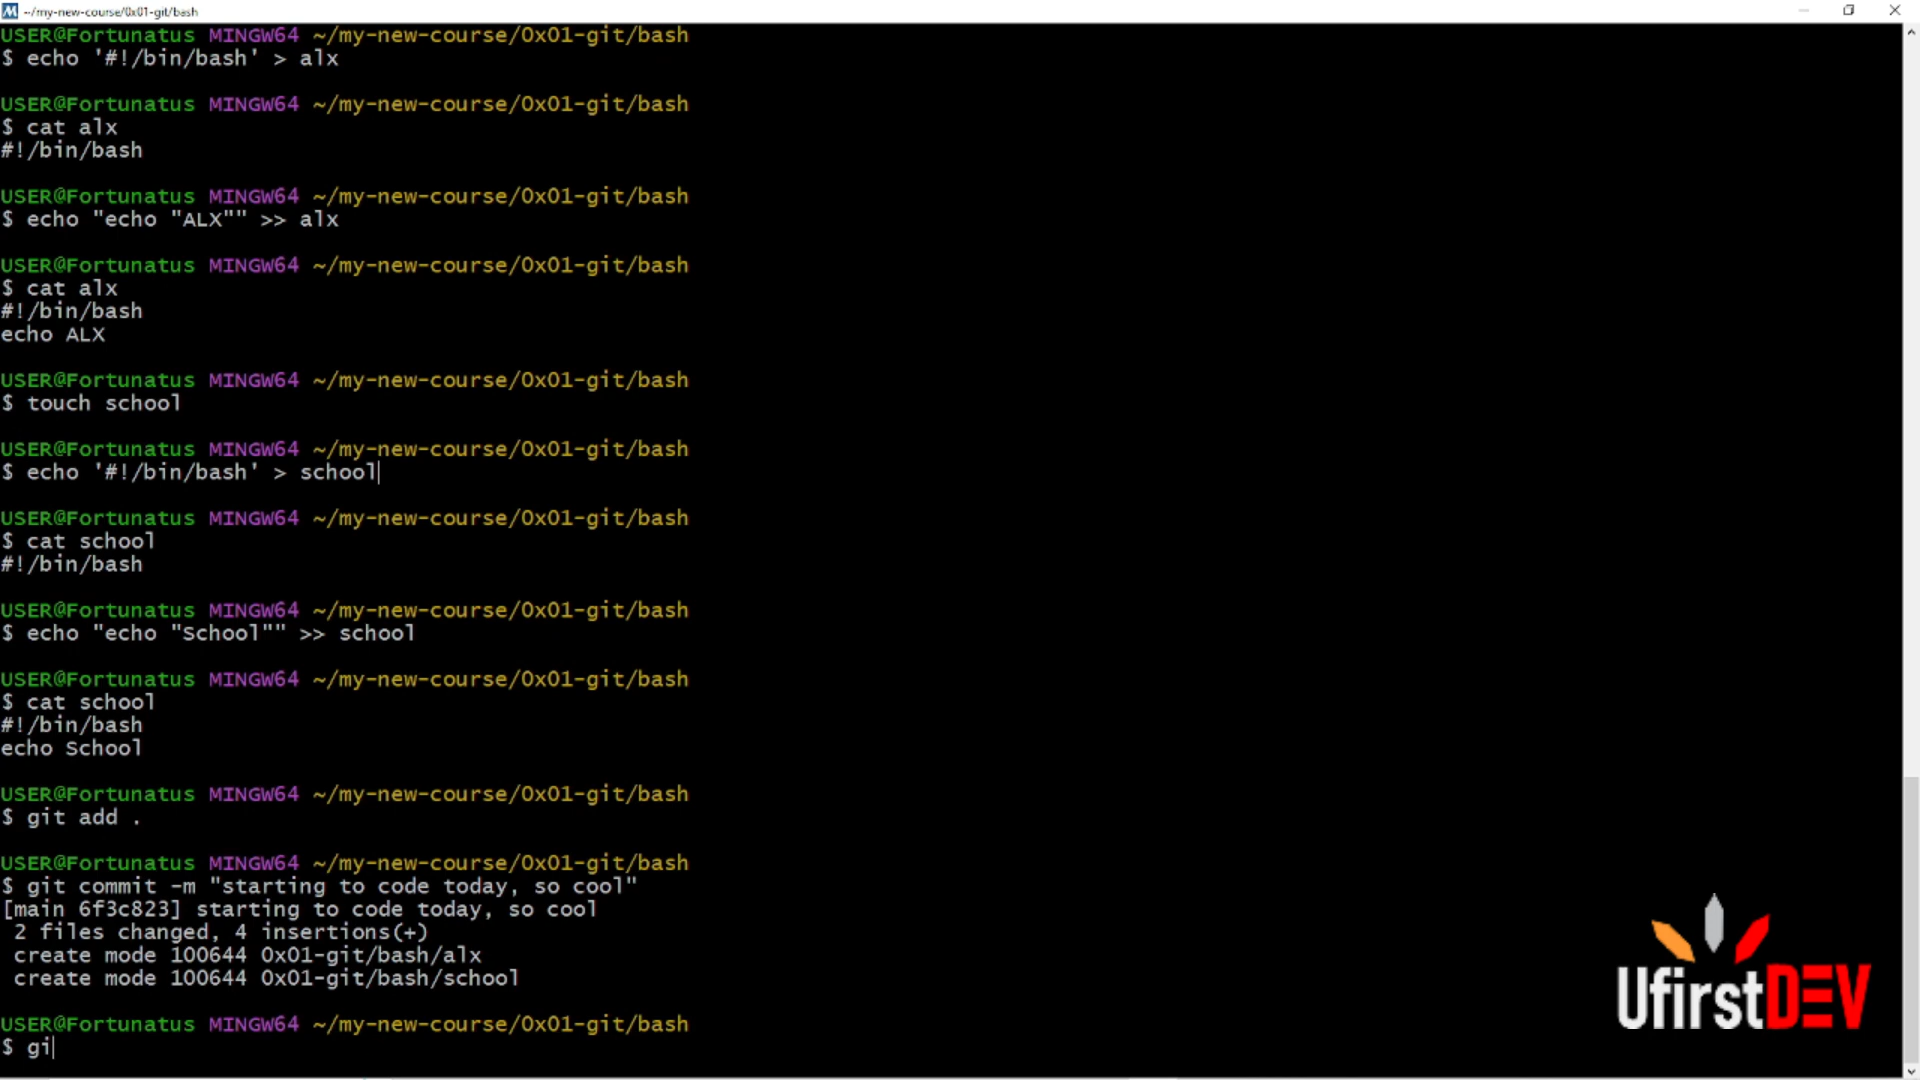 ~/my-new-course/0x01-git/bash
USER@Fortunatus MINGW64 ~/my-new-course/0x01-git/bash
$ echo '#!/bin/bash' > alx
USER@Fortunatus MINGW64 ~/my-new-course/0x01-git/bash
$ cat alx
#!/bin/bash
USER@Fortunatus MINGW64 ~/my-new-course/0x01-git/bash
$ echo "echo "ALX"" >> alx
USER@Fortunatus MINGW64 ~/my-new-course/0x01-git/bash
$ cat alx
#!/bin/bash
echo ALX
USER@Fortunatus MINGW64 ~/my-new-course/0x01-git/bash
$ touch school
USER@Fortunatus MINGW64 ~/my-new-course/0x01-git/bash
$ echo '#!/bin/bash' > school
USER@Fortunatus MINGW64 ~/my-new-course/0x01-git/bash
$ cat school
#!/bin/bash
USER@Fortunatus MINGW64 ~/my-new-course/0x01-git/bash
$ echo "echo "School"" >> school
USER@Fortunatus MINGW64 ~/my-new-course/0x01-git/bash
$ cat school
#!/bin/bash
echo School
USER@Fortunatus MINGW64 ~/my-new-course/0x01-git/bash
$ git add .
USER@Fortunatus MINGW64 ~/my-new-course/0x01-git/bash
$ git commit -m "starting to code today, so cool"
[main 6f3c823] starting to code today, so cool
2 files changed, 4 insertions(+)
create mode 100644 0x01-git/bash/alx
create mode 100644 0x01-git/bash/school
USER@Fortunatus MINGW64 ~/my-new-course/0x01-git/bash
$ gi
UfirstDEV